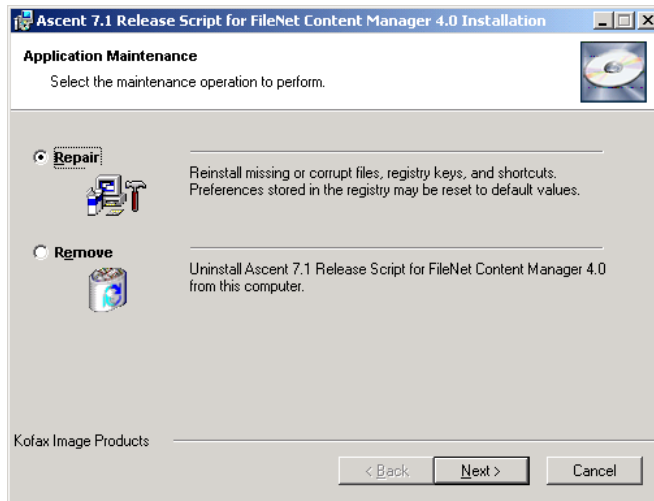 Ascent 7.1 Release Script for FileNet Content Manager 4.0 Installation
Application Maintenance
Select the maintenance operation to perform.
Repair
Reinstall missing or corrupt files, registry keys, and shortcuts.
Preferences stored in the registry may be reset to default values.
Remove
Uninstall Ascent 7.1 Release Script for FileNet Content Manager 4.0
from this computer.
Kofax Image Products
< Back
Next >
Cancel